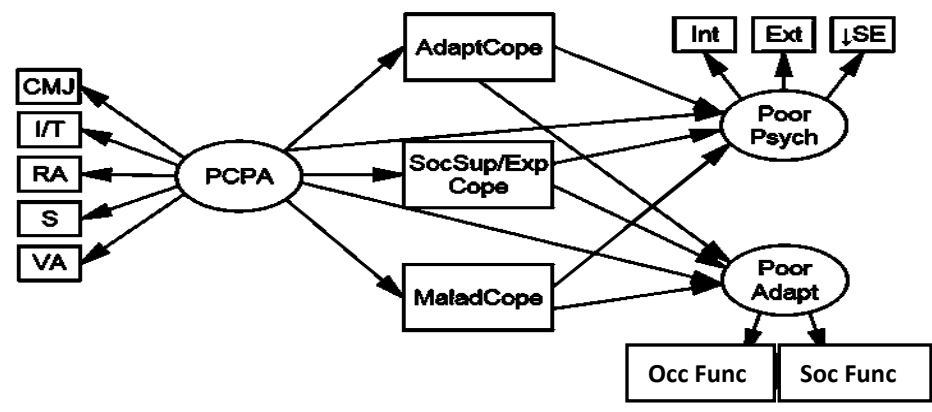 CMJ
I/T
RA
S
VA
PCPA
AdaptCope
SocSup/Exp
Cope
MaladCope
Int
Ext
↓SE
Poor
Psych
Poor
Adapt
Occ Func
Soc Func